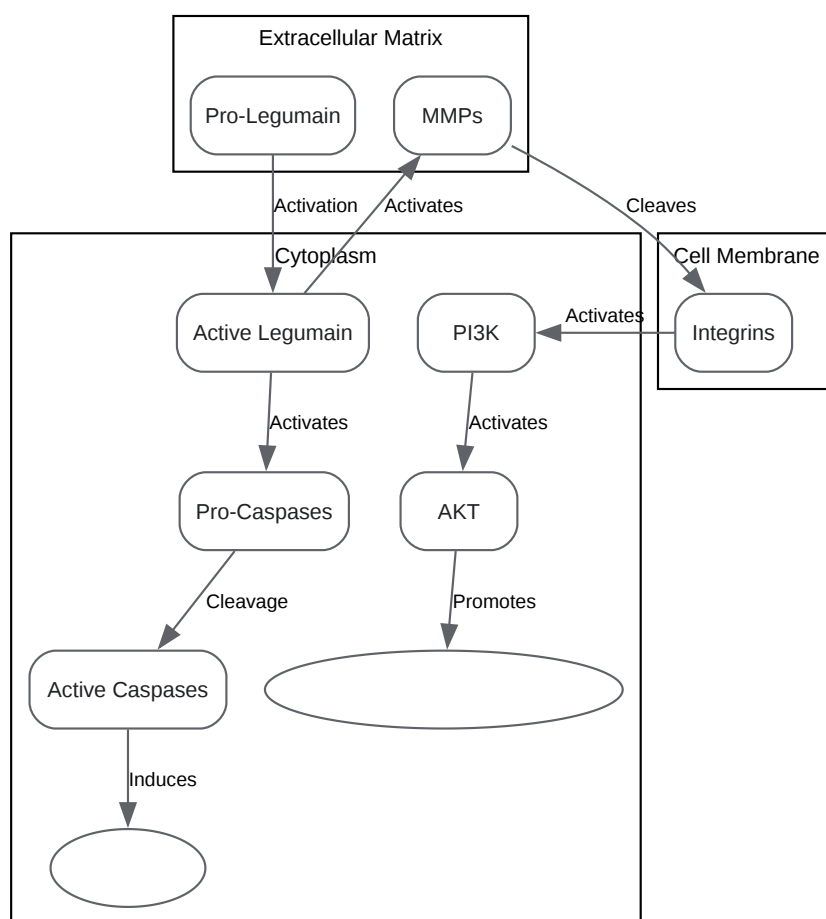 Extracellular Matrix
Pro-Legumain
MMPs
Activation
Activates
Cleaves
Cytoplasm
Cell Membrane
Active Legumain
PI3K
Activates
Integrins
Activates
Activates
Pro-Caspases
AKT
Cleavage
Promotes
Active Caspases
Induces